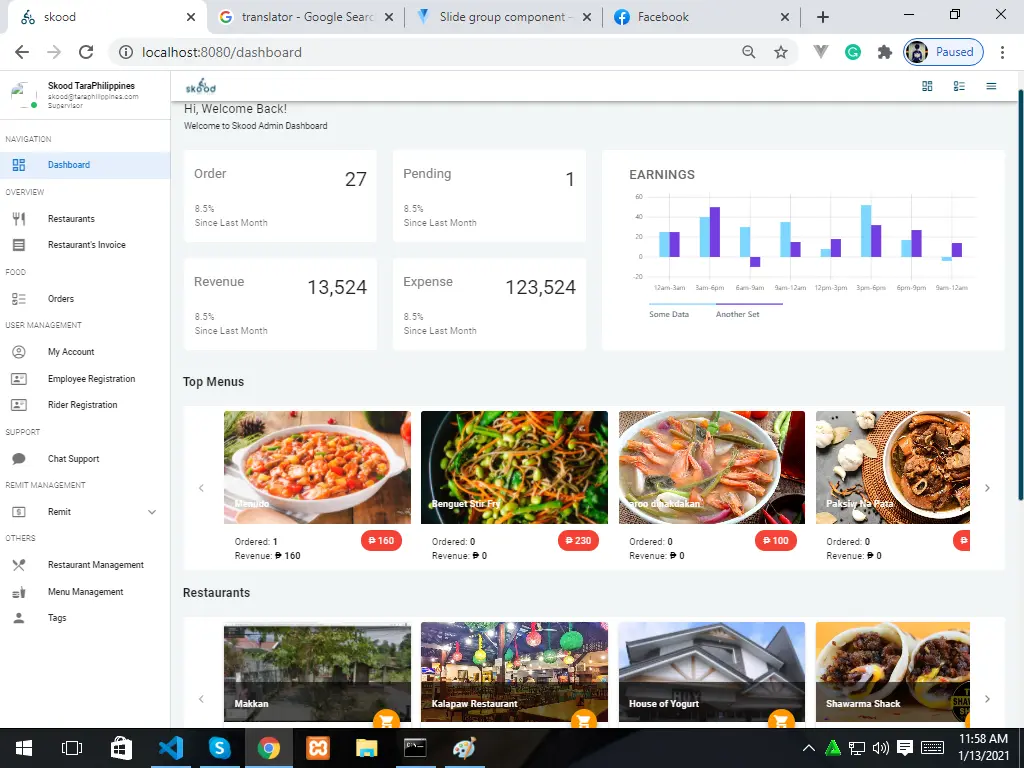 skood
translator - Google Searc
Slide group component –
Facebook
localhost:8080/dashboard
Paused
Skood TaraPhilippines
skood@taraphilippines.com
Supervisor
skood
NAVIGATION
Dashboard
OVERVIEW
Restaurants
Restaurant's Invoice
FOOD
Orders
USER MANAGEMENT
My Account
Employee Registration
Rider Registration
SUPPORT
Chat Support
REMIT MANAGEMENT
Remit
OTHERS
Restaurant Management
Menu Management
Tags
Hi, Welcome Back!
Welcome to Skood Admin Dashboard
Order
27
8.5%
Since Last Month
Pending
1
8.5%
Since Last Month
Revenue
13,524
8.5%
Since Last Month
Expense
123,524
8.5%
Since Last Month
EARNINGS
60
40
20
0
-20
12am-3am 3am-6pm 6am-9am 9am-12am 12pm-3pm 3pm-6pm 6pm-9pm 9am-12am
Some Data Another Set
Top Menus
Menudo
Ordered: 1
Revenue: ₱ 160
₱ 160
Benguet Stir Fry
Ordered: 0
Revenue: ₱ 0
₱ 230
dinakdakan
Ordered: 0
Revenue: ₱ 0
₱ 100
Paksiw Na Pata
Ordered: 0
Revenue: ₱ 0
₱
Restaurants
Makkan
Kalapaw Restaurant
House of Yogurt
Shawarma Shack
11:58 AM
1/13/2021